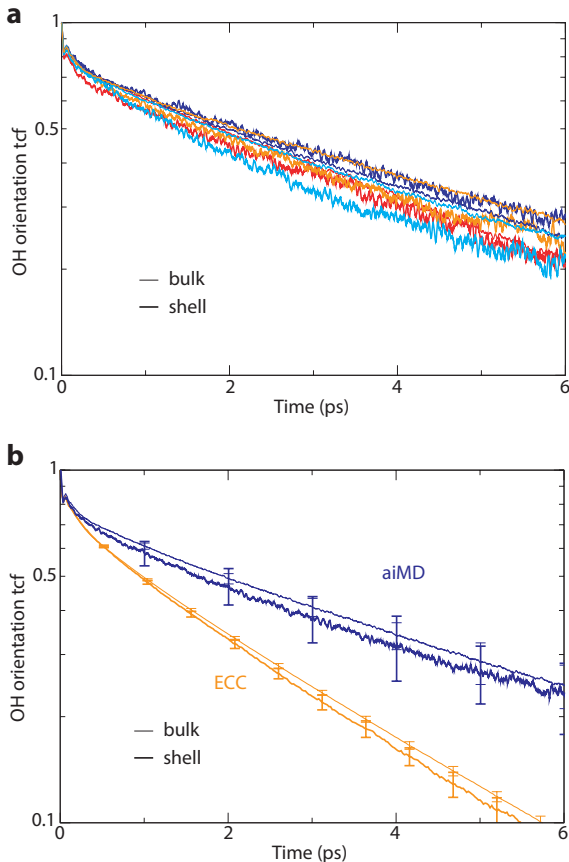 a
1
0.5
0.1
OH orientation tcf
bulk
shell
0
2
4
6
Time (ps)
b
1
0.5
0.1
OH orientation tcf
aiMD
ECC
bulk
shell
0
2
4
6
Time (ps)